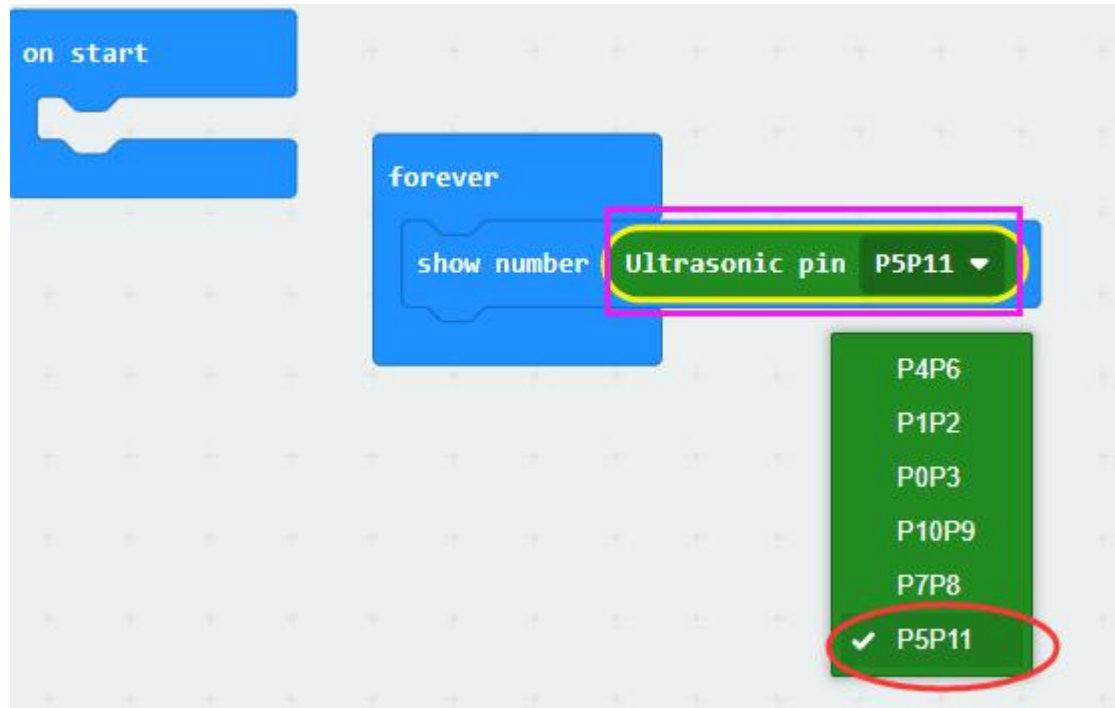 on start
forever
show number Ultrasonic pin P5P11
P4P6
P1P2
P0P3
P10P9
P7P8
P5P11